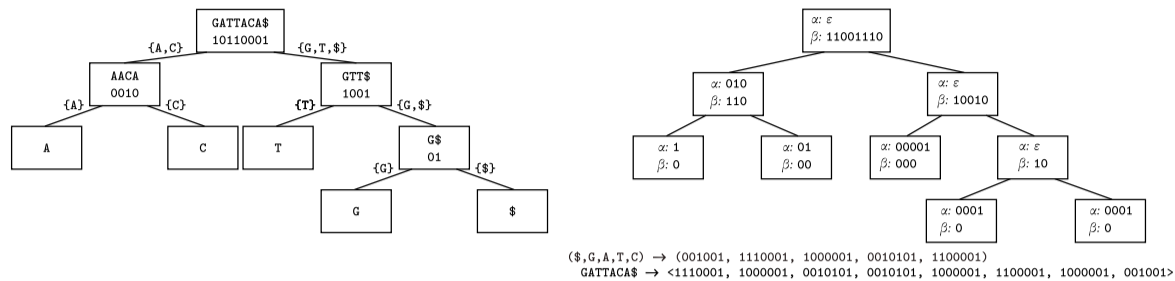 GATTACA$
10110001
{A,C}
{G,T,$}
AACA
0010
GTT$
1001
{A}
{C}
{T}
{G,$}
A
C
T
G$
01
{G}
{$}
G
$
α: ε
β: 11001110
α: 010
β: 110
α: ε
β: 10010
α: 1
β: 0
α: 01
β: 00
α: 00001
β: 000
α: ε
β: 10
α: 0001
β: 0
α: 0001
β: 0
($,G,A,T,C) → (001001, 1110001, 1000001, 0010101, 1100001)
GATTACA$ → <1110001, 1000001, 0010101, 0010101, 1000001, 1100001, 1000001, 001001>